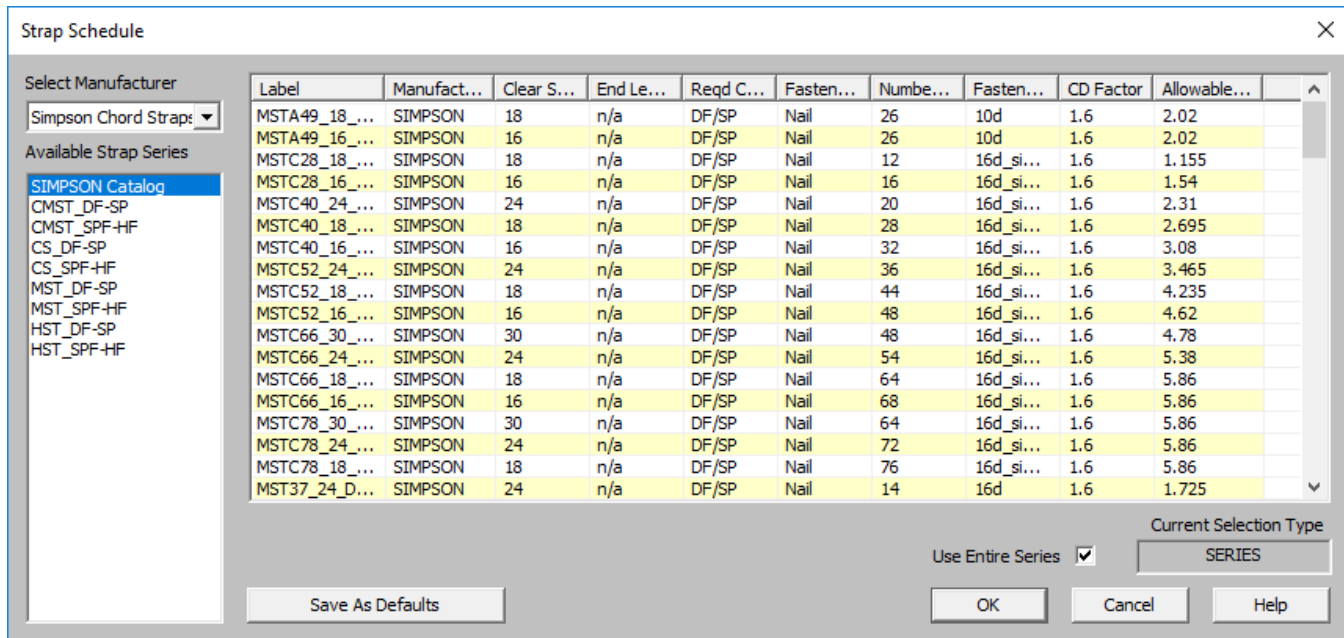 Strap Schedule
Select Manufacturer
Simpson Chord Straps
Available Strap Series
SIMPSON Catalog
CMST_DF-SP
CMST_SPF-HF
CS_DF-SP
CS_SPF-HF
MST_DF-SP
MST_SPF-HF
HST_DF-SP
HST_SPF-HF
Label Manufact... Clear S... End Le... Reqd C... Fasten... Numbe... Fasten... CD Factor Allowable...
MSTA49_18_... SIMPSON 18 n/a DF/SP Nail 26 10d 1.6 2.02
MSTA49_16_... SIMPSON 16 n/a DF/SP Nail 26 10d 1.6 2.02
MSTC28_18_... SIMPSON 18 n/a DF/SP Nail 12 16d_si... 1.6 1.155
MSTC28_16_... SIMPSON 16 n/a DF/SP Nail 16 16d_si... 1.6 1.54
MSTC40_24_... SIMPSON 24 n/a DF/SP Nail 20 16d_si... 1.6 2.31
MSTC40_18_... SIMPSON 18 n/a DF/SP Nail 28 16d_si... 1.6 2.695
MSTC40_16_... SIMPSON 16 n/a DF/SP Nail 32 16d_si... 1.6 3.08
MSTC52_24_... SIMPSON 24 n/a DF/SP Nail 36 16d_si... 1.6 3.465
MSTC52_18_... SIMPSON 18 n/a DF/SP Nail 44 16d_si... 1.6 4.235
MSTC52_16_... SIMPSON 16 n/a DF/SP Nail 48 16d_si... 1.6 4.62
MSTC66_30_... SIMPSON 30 n/a DF/SP Nail 48 16d_si... 1.6 4.78
MSTC66_24_... SIMPSON 24 n/a DF/SP Nail 54 16d_si... 1.6 5.38
MSTC66_18_... SIMPSON 18 n/a DF/SP Nail 64 16d_si... 1.6 5.86
MSTC66_16_... SIMPSON 16 n/a DF/SP Nail 68 16d_si... 1.6 5.86
MSTC78_30_... SIMPSON 30 n/a DF/SP Nail 64 16d_si... 1.6 5.86
MSTC78_24_... SIMPSON 24 n/a DF/SP Nail 72 16d_si... 1.6 5.86
MSTC78_18_... SIMPSON 18 n/a DF/SP Nail 76 16d_si... 1.6 5.86
MST37_24_D... SIMPSON 24 n/a DF/SP Nail 14 16d 1.6 1.725
Current Selection Type
Use Entire Series SERIES
Save As Defaults OK Cancel Help